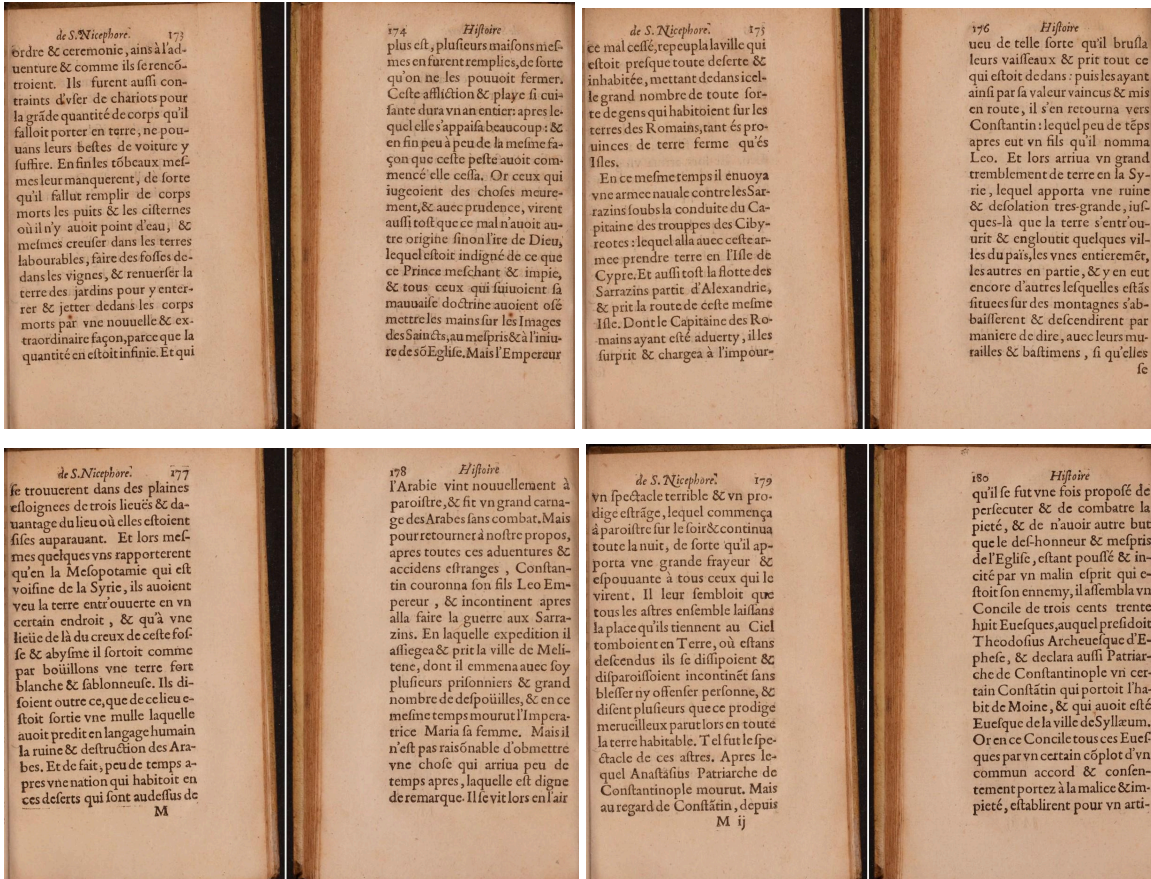 de S. Nicephore. 173
ordre & ceremonie, ains à l'ad-
uenture & comme ils se rencõ-
troient. Ils furent aussi con-
traints d'vser de chariots pour
la grãde quantité de corps qu'il
falloit porter en terre, ne pou-
uans leurs bestes de voiture y
suffire. En fin les tõbeaux mes-
mes leur manquerent, de sorte
qu'il fallut remplir de corps
morts les puits & les cisternes
où il n'y auoit point d'eau, &
mesmes creuser dans les terres
labourables, faire des fosses de-
dans les vignes, & renuerser la
terre des jardins pour y enter-
rer & jetter dedans les corps
morts par vne nouuelle & ex-
traordinaire façon, parce que la
quantité en estoit infinie. Et qui
174 Histoire
plus est, plusieurs maisons mes-
mes en furent remplies, de sorte
qu'on ne les pouuoit fermer.
Ceste affliction & playe si cui-
sante dura vn an entier: apres le-
quel elle s'appaisa beaucoup: &
en fin peu à peu de la mesme fa-
çon que ceste peste auoit com-
mencé elle cessa. Or ceux qui
iugeoient des choses meure-
ment, & auec prudence, virent
aussi tost que ce mal n'auoit au-
tre origine sinon l'ire de Dieu,
lequel estoit indigné de ce que
ce Prince meschant & impie,
& tous ceux qui suiuoient sa
mauuaise doctrine auoient osé
mettre les mains sur les Images
des Saincts, au mespris & à l'iniu-
re de sõ Eglise. Mais l'Empereur
de S. Nicephore. 175
ce mal cessé, repeupla la ville qui
estoit presque toute deserte &
inhabitée, mettant dedans icel-
le grand nombre de toute sor-
te de gens qui habitoient sur les
terres des Romains, tant és pro-
uinces de terre ferme qu'és
Isles.
En ce mesme temps il enuoya
vne armee nauale contre les Sar-
razins soubs la conduite du Ca-
pitaine des trouppes des Ciby-
reotes: lequel alla auec ceste ar-
mee prendre terre en l'Isle de
Cypre. Et aussi tost la flotte des
Sarrazins partit d'Alexandrie,
& prit la route de ceste mesme
Isle. Dont le Capitaine des Ro-
mains ayant esté aduerty, il les
surprit & chargea à l'impour-
176 Histoire
ueu de telle sorte qu'il brusla
leurs vaisseaux & prit tout ce
qui estoit dedans: puis les ayant
ainsi par sa valeur vaincus & mis
en route, il s'en retourna vers
Constantin: lequel peu de tẽps
apres eut vn fils qu'il nomma
Leo. Et lors arriua vn grand
tremblement de terre en la Sy-
rie, lequel apporta vne ruine
& desolation tres-grande, ius-
ques-là que la terre s'entr'ou-
urit & engloutit quelques vil-
les du païs, les vnes entieremẽt,
les autres en partie, & y en eut
encore d'autres lesquelles estãs
situees sur des montagnes s'ab-
baisserent & descendirent par
maniere de dire, auec leurs mu-
railles & bastimens, si qu'elles
se
de S. Nicephore. 177
se trouuerent dans des plaines
esloignees de trois lieuës & da-
uantage du lieu où elles estoient
sises auparauant. Et lors mes-
mes quelques vns rapporterent
qu'en la Mesopotamie qui est
voisine de la Syrie, ils auoient
veu la terre entr'ouuerte en vn
certain endroit, & qu'à vne
lieüe de là du creux de ceste fos-
se & abysme il sortoit comme
par boüillons vne terre fort
blanche & sablonneuse. Ils di-
soient outre ce, que de ce lieu e-
stoit sortie vne mulle laquelle
auoit predit en langage humain
la ruine & destruction des Ara-
bes. Et de fait, peu de temps a-
pres vne nation qui habitoit en
ces deserts qui sont audessus de
M
178 Histoire
l'Arabie vint nouuellement à
paroistre, & fit vn grand carna-
ge des Arabes sans combat. Mais
pour retourner à nostre propos,
apres toutes ces aduentures &
accidens estranges, Constan-
tin couronna son fils Leo Em-
pereur, & incontinent apres
alla faire la guerre aux Sarra-
zins. En laquelle expedition il
assiegea & prit la ville de Meli-
tene, dont il emmena auec soy
plusieurs prisonniers & grand
nombre de despoüilles, & en ce
mesme temps mourut l'Impera-
trice Maria sa femme. Mais il
n'est pas raisõnable d'obmettre
vne chose qui arriua peu de
temps apres, laquelle est digne
de remarque. Il se vit lors en l'air
de S. Nicephore. 179
vn spectacle terrible & vn pro-
dige estrãge, lequel commença
à paroistre sur le soir & continua
toute la nuit, de sorte qu'il ap-
porta vne grande frayeur &
espouuante à tous ceux qui le
virent. Il leur sembloit que
tous les astres ensemble laissans
la place qu'ils tiennent au Ciel
tomboient en Terre, où estans
descendus ils se dissipoient &
disparoissoient incontinẽt sans
blesser ny offenser personne, &
disent plusieurs que ce prodige
merueilleux parut lors en toute
la terre habitable. Tel fut le spe-
ctacle de ces astres. Apres le-
quel Anastasius Patriarche de
Constantinople mourut. Mais
au regard de Constãtin, depuis
M ij
180 Histoire
qu'il se fut vne fois proposé de
persecuter & de combatre la
pieté, & de n'auoir autre but
que le des-honneur & mespris
de l'Eglise, estant poussé & in-
cité par vn malin esprit qui e-
stoit son ennemy, il assembla vn
Concile de trois cents trente
huit Euesques, auquel presidoit
Theodosius Archeuesque d'E-
phese, & declara aussi Patriar-
che de Constantinople vn cer-
tain Constãtin qui portoit l'ha-
bit de Moine, & qui auoit esté
Euesque de la ville de Syllæum.
Or en ce Concile tous ces Eues-
ques par vn certain cõplot d'vn
commun accord & consen-
tement portez à la malice & im-
pieté, establirent pour vn arti-